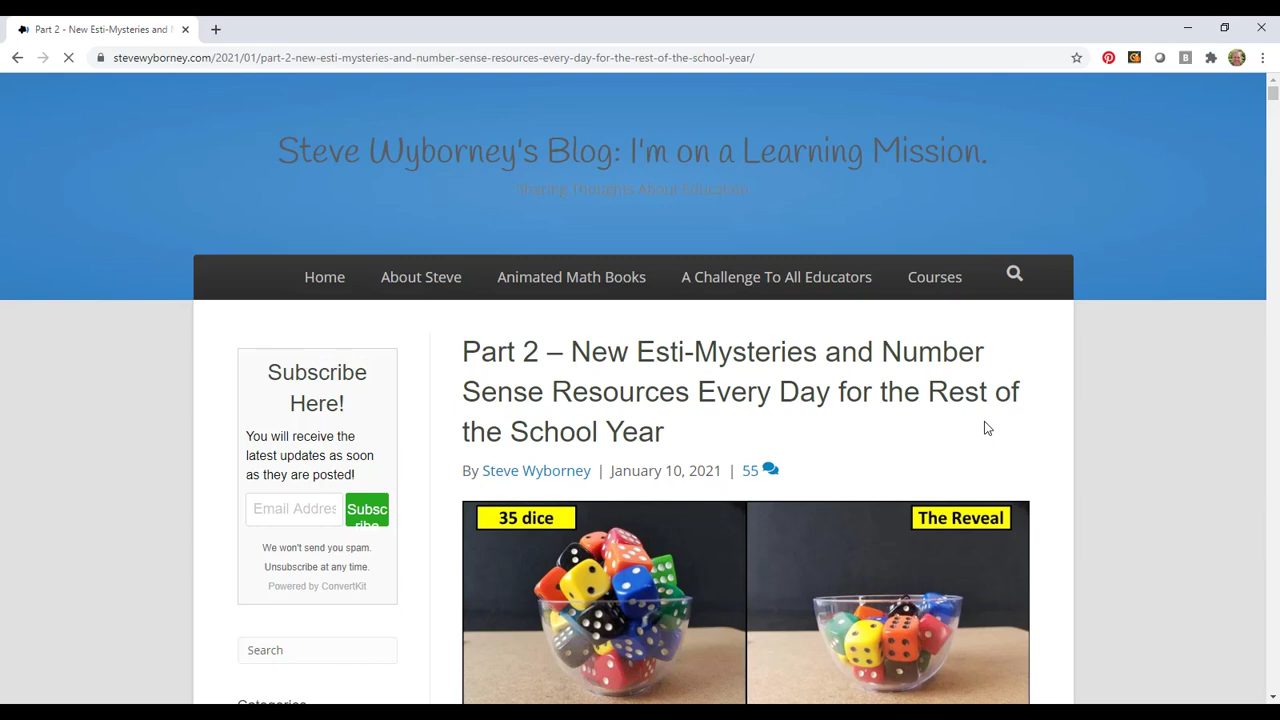 Part 2 - New Esti-Mysteries and
stevewyborney.com/2021/01/part-2-new-esti-mysteries-and-number-sense-resources-every-day-for-the-rest-of-the-school-year/
Steve Wyborney's Blog: I'm on a Learning Mission.
Sharing Thoughts About Education
Home About Steve Animated Math Books A Challenge To All Educators Courses
Subscribe
Here!
You will receive the
latest updates as soon
as they are posted!
Email Addres
Subsc
ribe
We won't send you spam.
Unsubscribe at any time.
Powered by ConvertKit
Search
Categories
Part 2 – New Esti-Mysteries and Number
Sense Resources Every Day for the Rest of
the School Year
By Steve Wyborney | January 10, 2021 | 55
35 dice
The Reveal